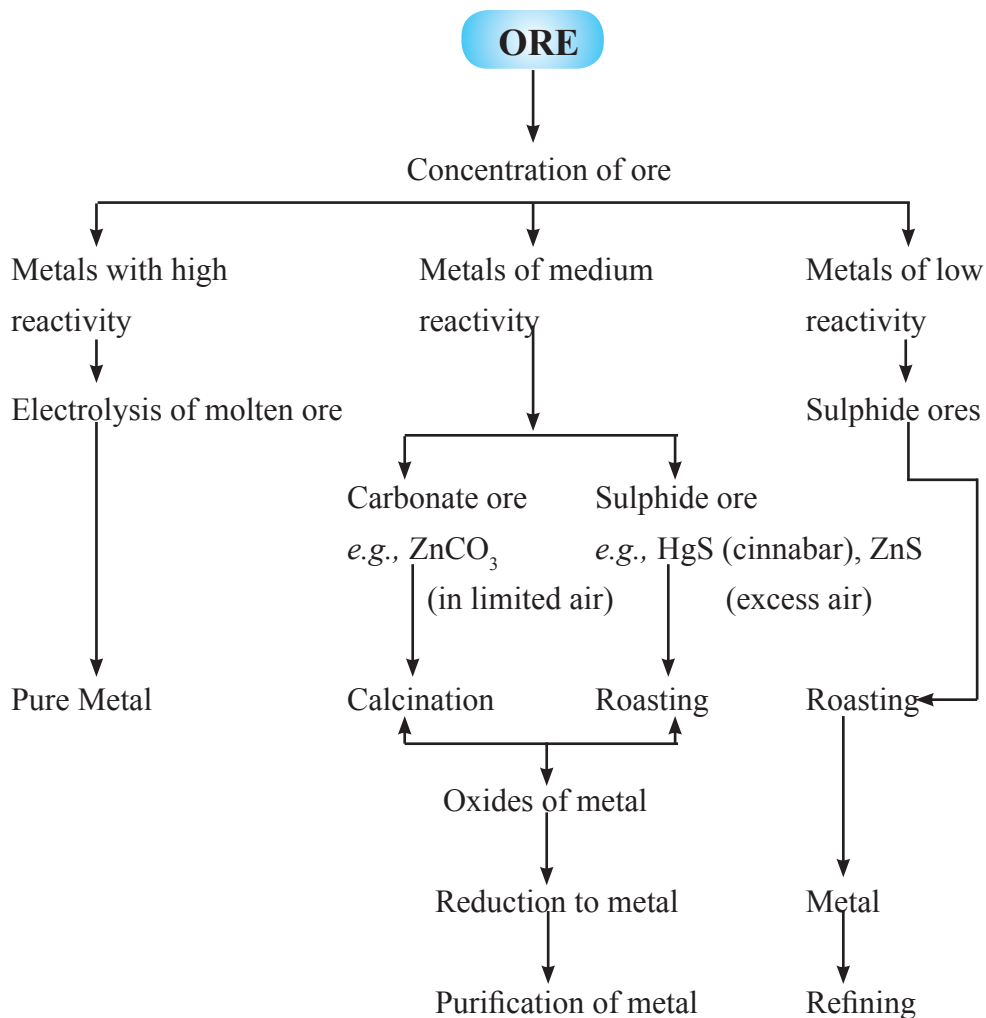 ORE
Concentration of ore
Metals with high
reactivity
Metals of medium
reactivity
Metals of low
reactivity
Electrolysis of molten ore
Sulphide ores
Carbonate ore
e.g., ZnCO₃
(in limited air)
Sulphide ore
e.g., HgS (cinnabar), ZnS
(excess air)
Pure Metal
Calcination
Roasting
Roasting
Oxides of metal
Reduction to metal
Metal
Purification of metal
Refining